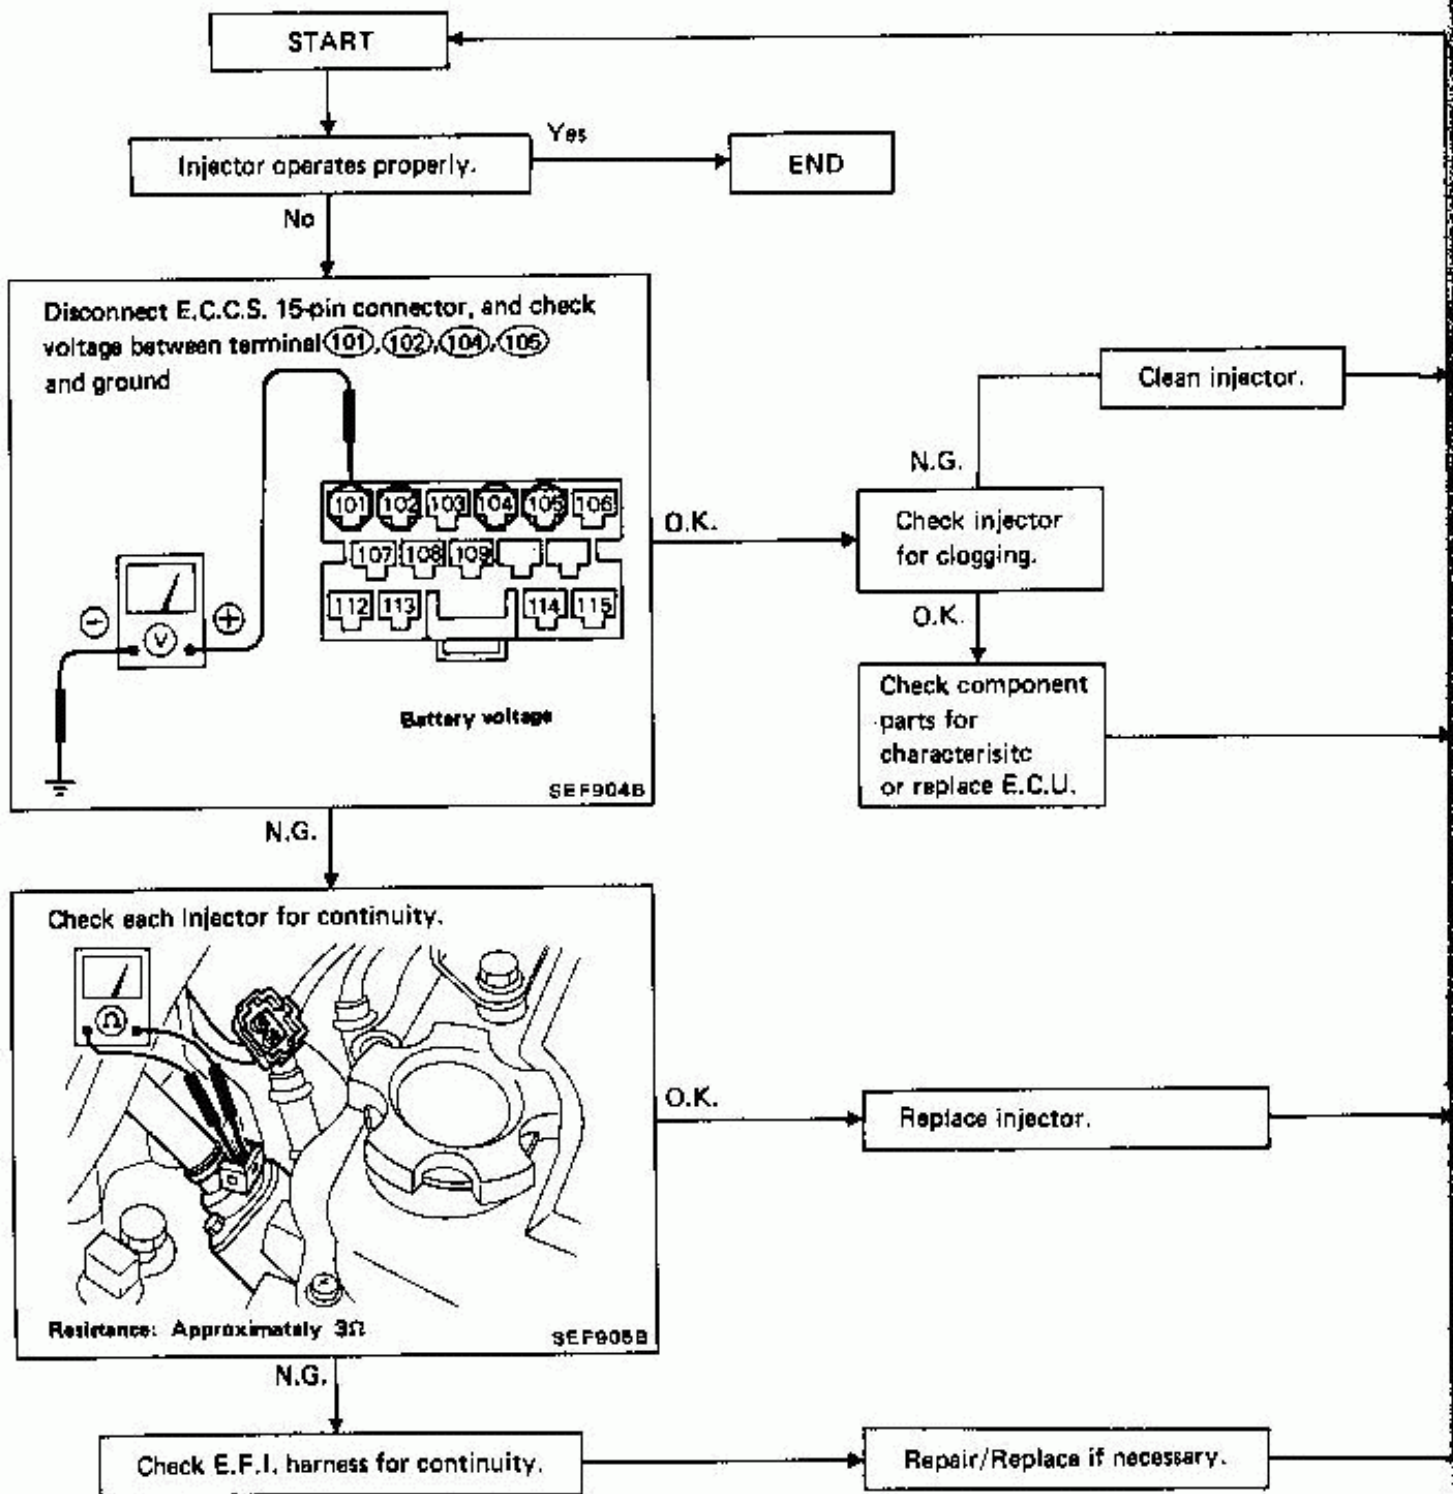 START
Injector operates properly.
Yes
END
No
Disconnect E.C.C.S. 15-pin connector, and check
voltage between terminal 101, 102, 104, 105
and ground
101 102 103 104 105 106
107 108 109
112 113 114 115
V
Battery voltage
SEF904B
O.K.
Check injector
for clogging.
N.G.
Clean injector.
O.K.
Check component
parts for
characterisitc
or replace E.C.U.
N.G.
Check each injector for continuity.
Ω
Resistance: Approximately 3Ω
SEF905B
O.K.
Replace injector.
N.G.
Check E.F.I. harness for continuity.
Repair/Replace if necessary.